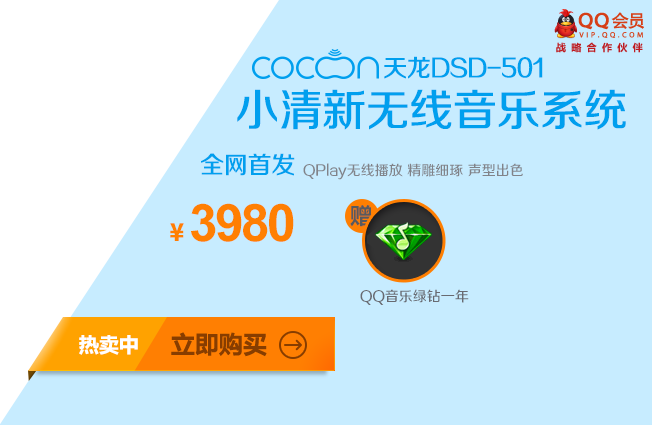 QQ会员
VIP.QQ.COM
战略合作伙伴
COCOON天龙DSD-501
小清新无线音乐系统
全网首发 QPlay无线播放 精雕细琢 声型出色
¥3980
赠
QQ音乐绿钻一年
热卖中 立即购买